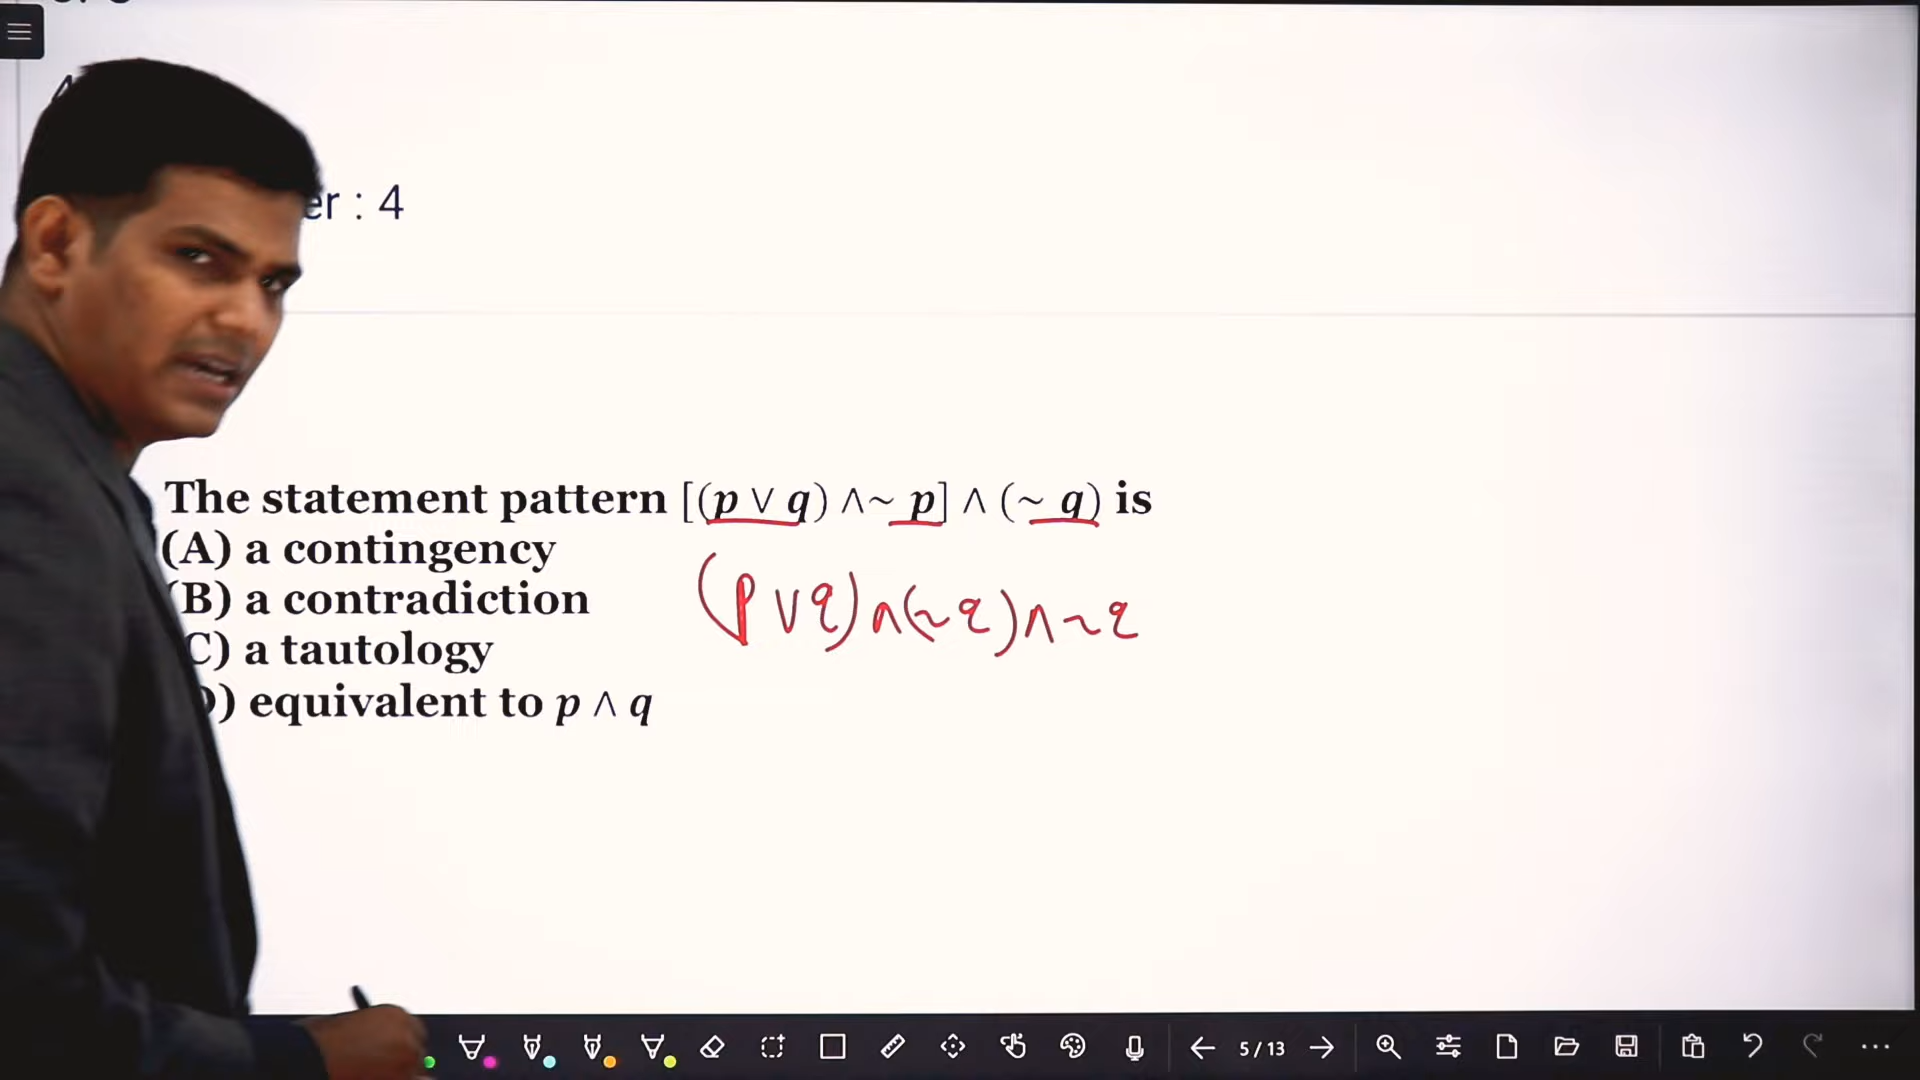 er : 4
The statement pattern [(p ∨ q) ∧~ p] ∧ (~ q) is
(A) a contingency
(B) a contradiction
C) a tautology
) equivalent to p ∧ q
(p ∨ q) ∧ (~ q) ∧ ~ q
5 / 13